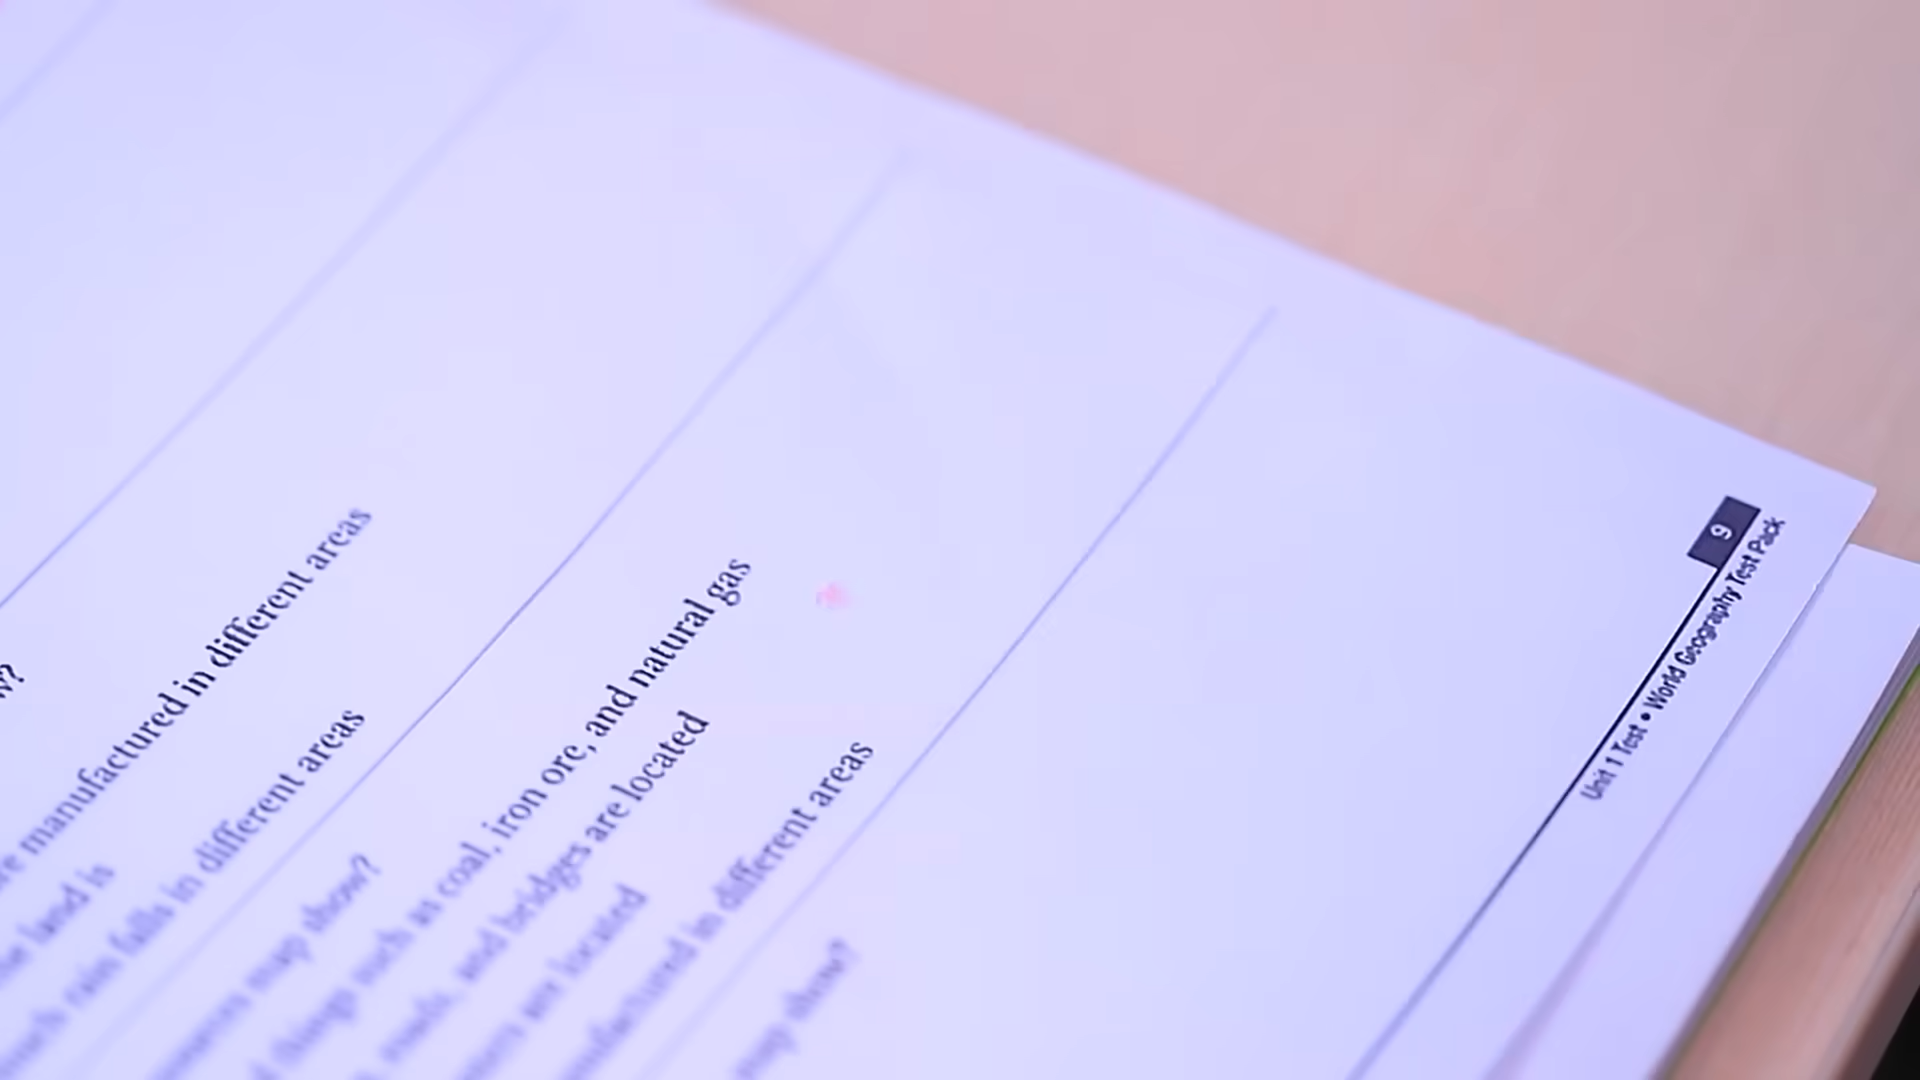 w?
re manufactured in different areas
he land is
much rain falls in different areas
resources map show?
d things such as coal, iron ore, and natural gas
, roads, and bridges are located
are located
manufactured in different areas
map show?
9
Unit 1 Test • World Geography Test Pack